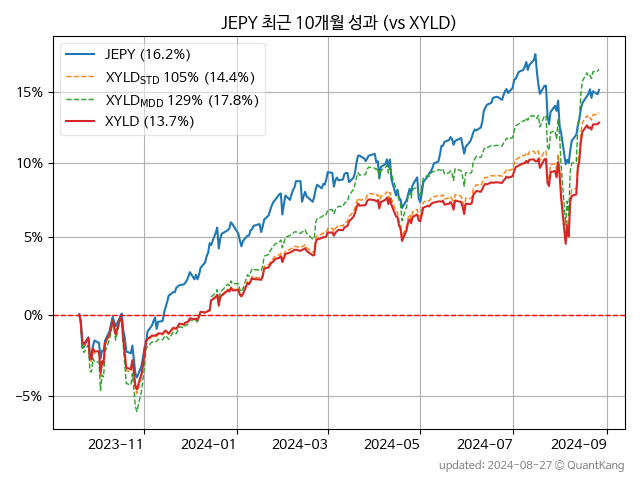 JEPY 최근 10개월 성과 (vs XYLD)
JEPY (16.2%)
XYLD_STD 105% (14.4%)
XYLD_MDD 129% (17.8%)
XYLD (13.7%)
15%
10%
5%
0%
−5%
2023-11 2024-01 2024-03 2024-05 2024-07 2024-09
updated: 2024-08-27 © QuantKang